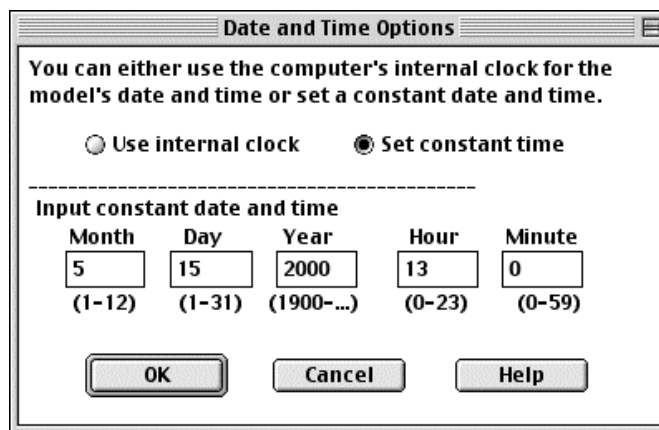 Date and Time Options
You can either use the computer's internal clock for the
model's date and time or set a constant date and time.
Use internal clock Set constant time
Input constant date and time
Month Day Year Hour Minute
5 15 2000 13 0
(1-12) (1-31) (1900-...) (0-23) (0-59)
OK Cancel Help